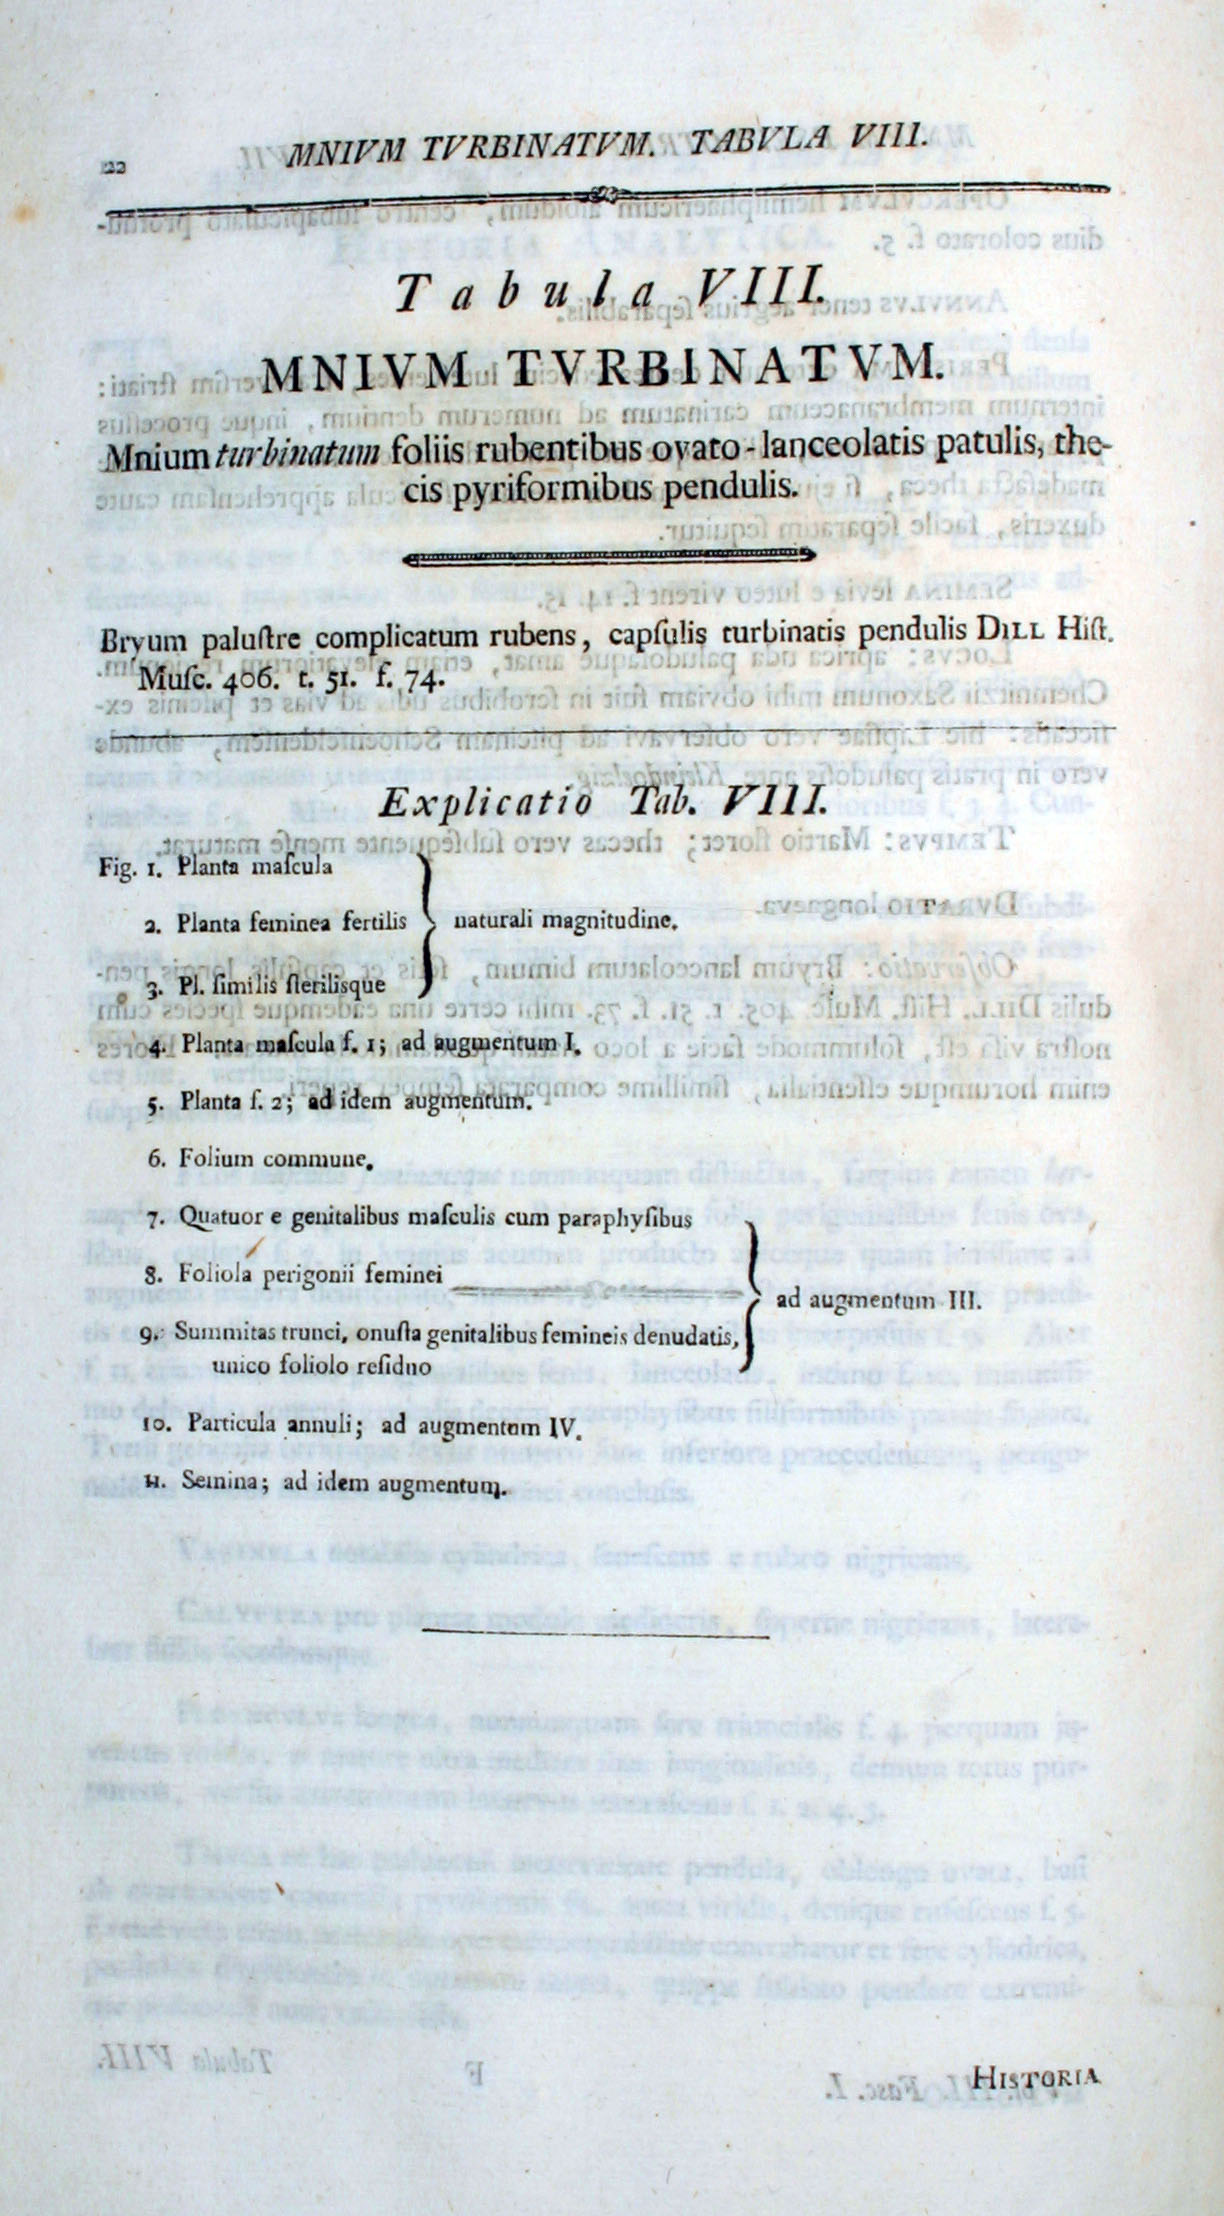 22 MNIVM TVRBINATVM. TABVLA VIII.
Tabula VIII.
MNIVM TVRBINATVM.
Mnium turbinatum foliis rubentibus ovato-lanceolatis patulis, the-
cis pyriformibus pendulis.
Bryum paluſtre complicatum rubens, capſulis turbinatis pendulis DILL Hiſt.
Muſc. 406. t. 51. f. 74.
Explicatio Tab. VIII.
Fig. 1. Planta maſcula
2. Planta feminea fertilis } naturali magnitudine.
3. Pl. ſimilis ſterilisque
4. Planta maſcula f. 1; ad augmentum I.
5. Planta f. 2; ad idem augmentum.
6. Folium commune.
7. Quatuor e genitalibus maſculis cum paraphyſibus
8. Foliola perigonii feminei
} ad augmentum III.
9. Summitas trunci, onuſta genitalibus femineis denudatis,
unico foliolo reſiduo
10. Particula annuli; ad augmentum IV.
11. Semina; ad idem augmentum.
HISTORIA